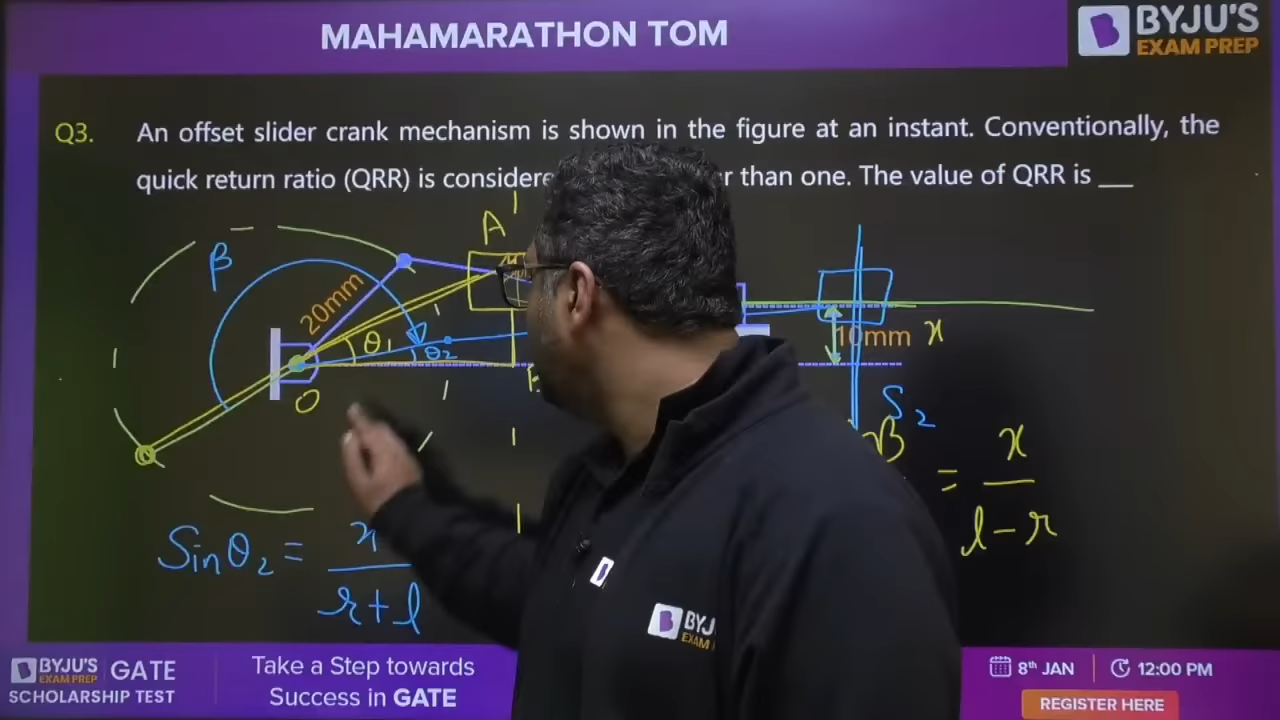 MAHAMARATHON TOM
BYJU'S
EXAM PREP
Q3. An offset slider crank mechanism is shown in the figure at an instant. Conventionally, the
quick return ratio (QRR) is considere r than one. The value of QRR is ___
A'
β
20mm
θ1
θ2
O
10mm
x
S2
B
= x / l-r
Sinθ2 = x / r+l
BYJ
EXAM
BYJU'S
EXAM PREP
GATE
SCHOLARSHIP TEST
Take a Step towards
Success in GATE
8th JAN
12:00 PM
REGISTER HERE